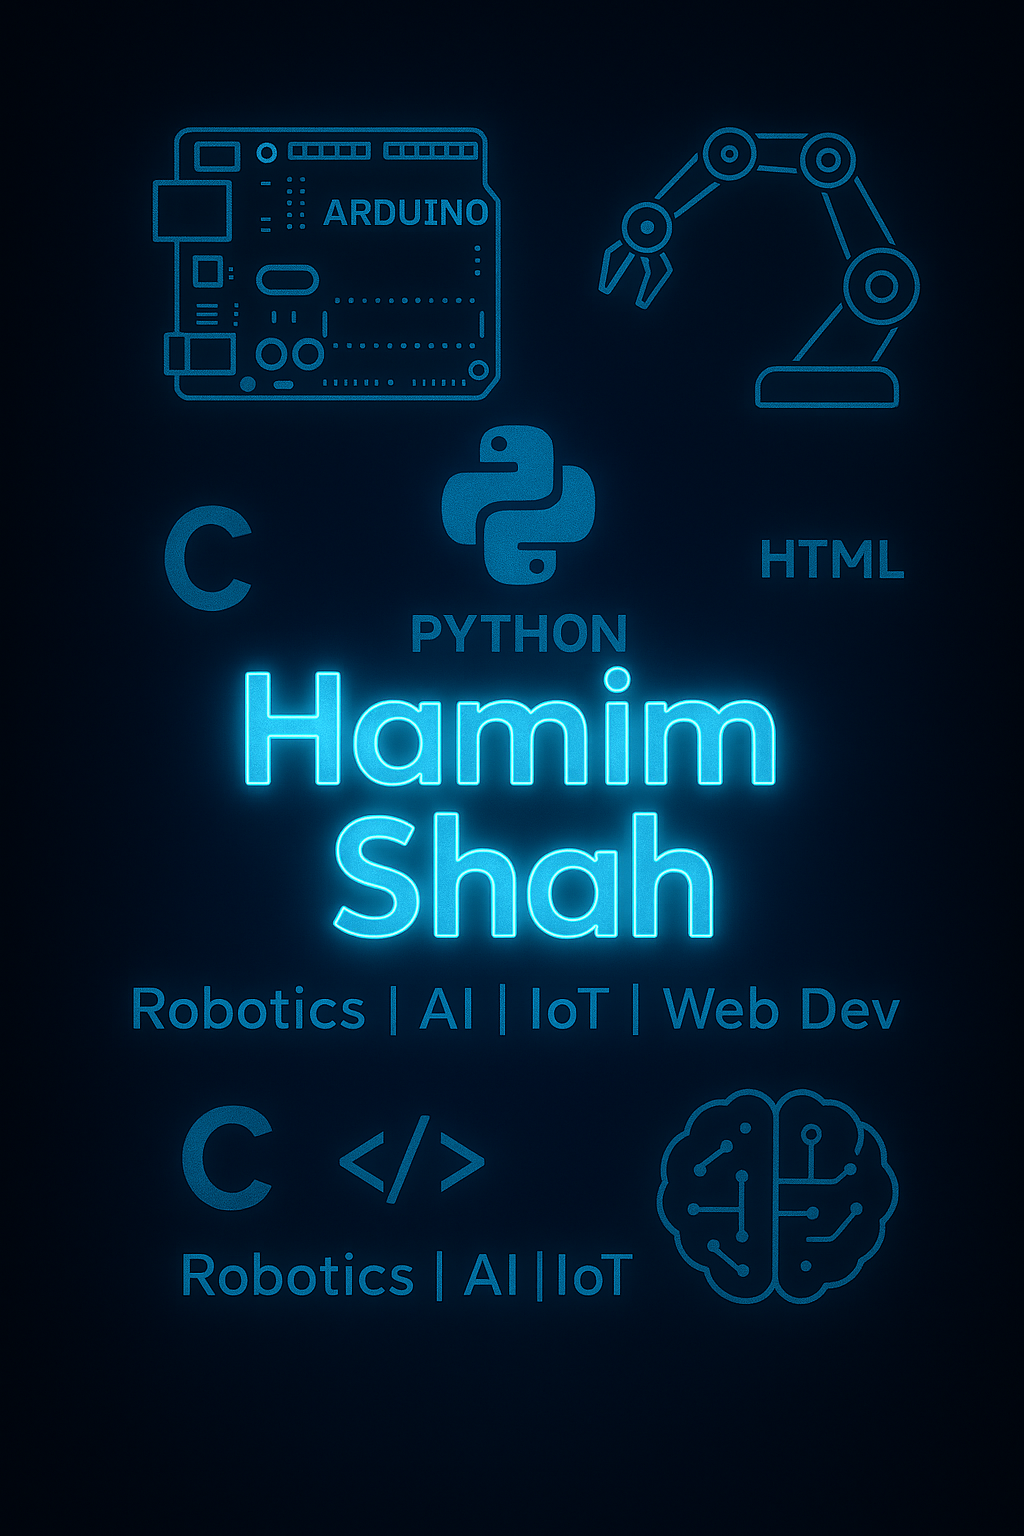 ARDUINO
C
HTML
PYTHON
Hamim
Shah
Robotics | AI | IoT | Web Dev
C </>
Robotics | AI | IoT